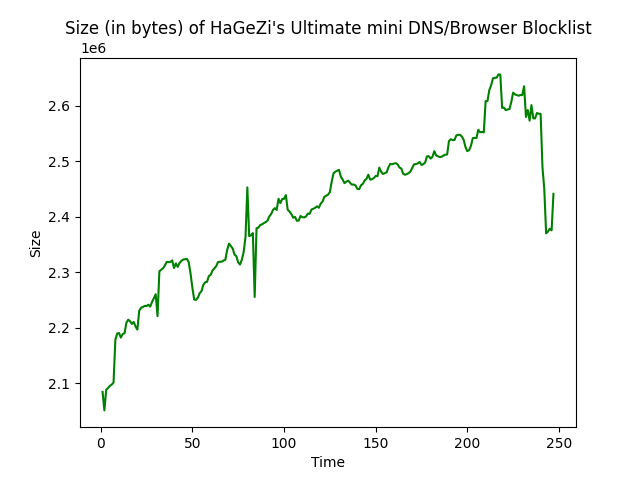 Size (in bytes) of HaGeZi's Ultimate mini DNS/Browser Blocklist
1e6
2.6
2.5
2.4
2.3
2.2
2.1
Size
0 50 100 150 200 250
Time